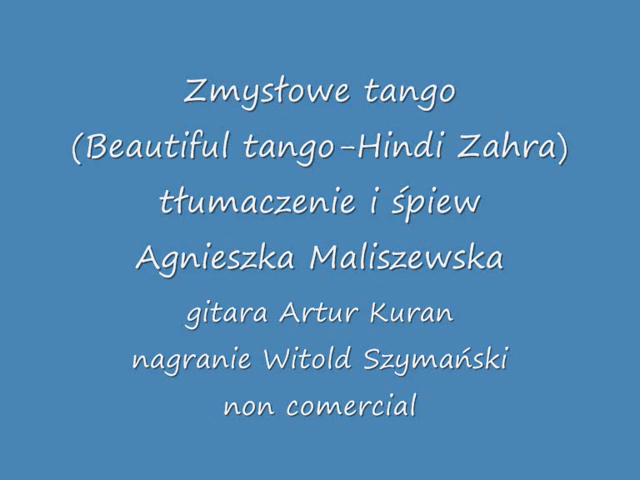 Zmysłowe tango
(Beautiful tango-Hindi Zahra)
tłumaczenie i śpiew
Agnieszka Maliszewska
gitara Artur Kuran
nagranie Witold Szymański
non comercial